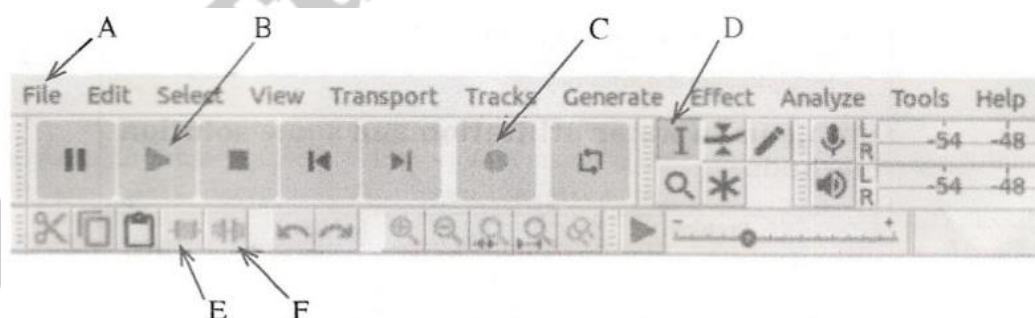 A B C D
File Edit Select View Transport Tracks Generate Effect Analyze Tools Help
L -54 -48
R
L -54 -48
R
- +
E F